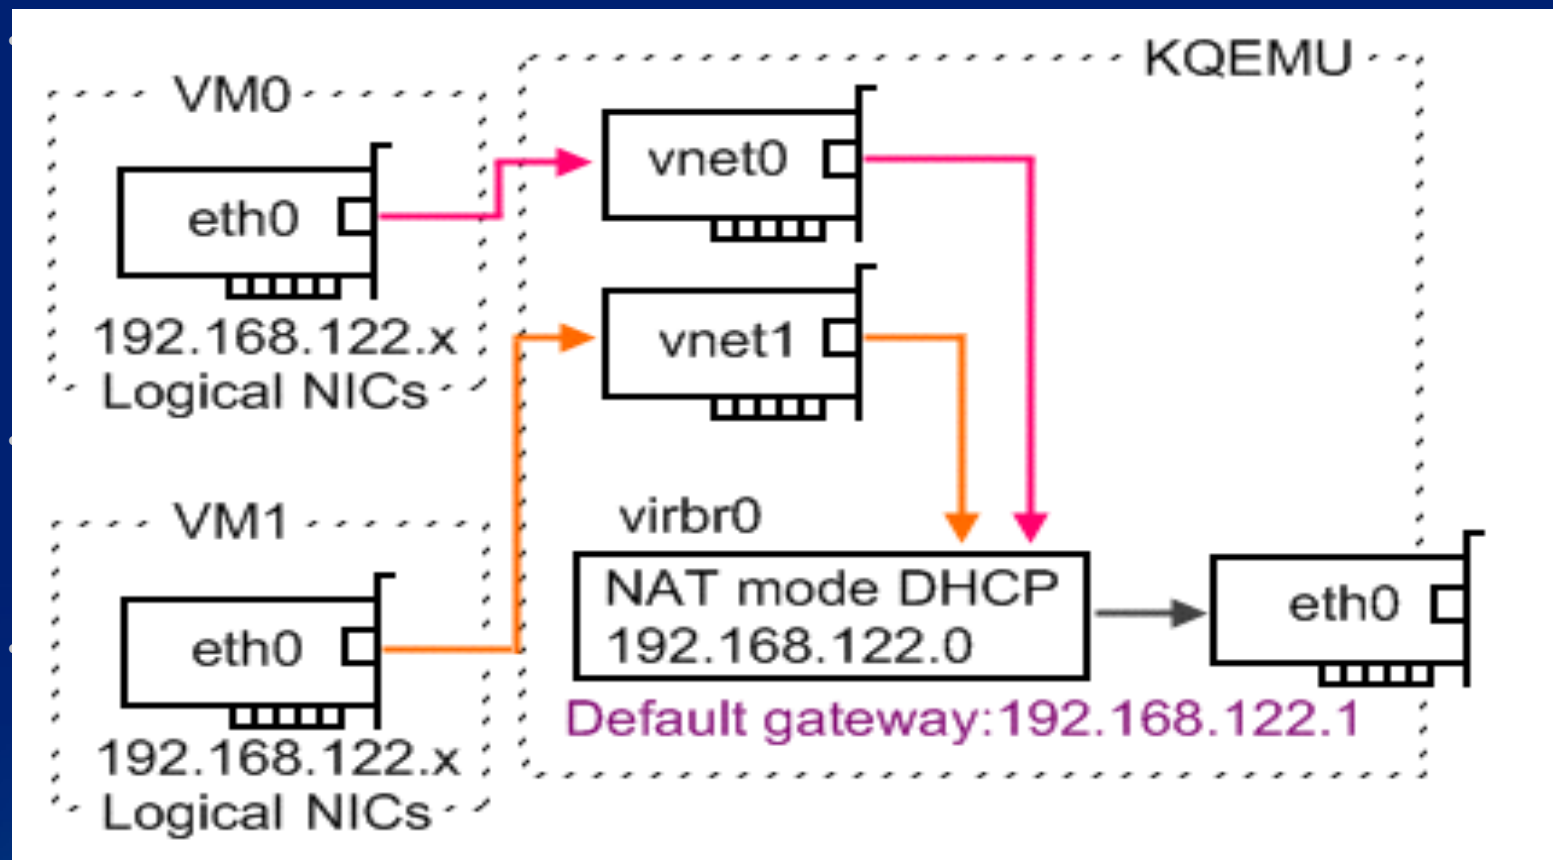 KQEMU
VM0
eth0
192.168.122.x
Logical NICs
vnet0
vnet1
VM1
eth0
192.168.122.x
Logical NICs
virbr0
NAT mode DHCP
192.168.122.0
Default gateway:192.168.122.1
eth0